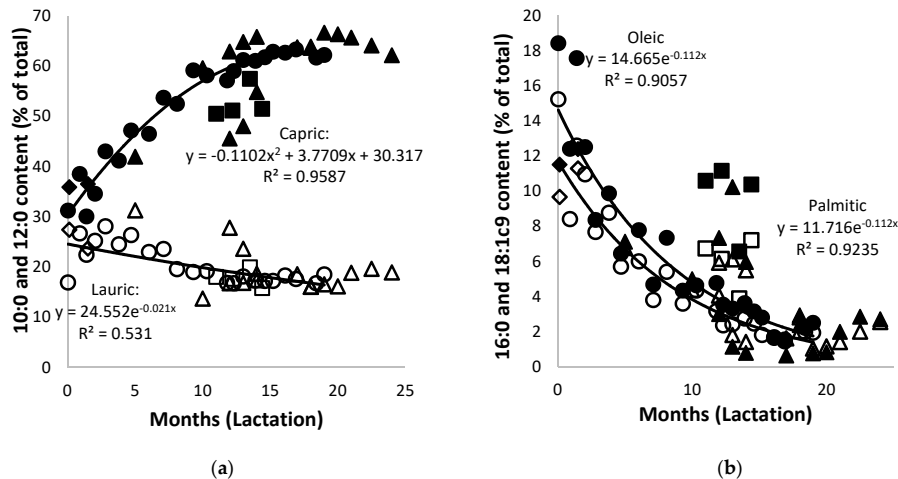 10:0 and 12:0 content (% of total)
70
60
50
40
30
20
10
0
Capric:
y = -0.1102x² + 3.7709x + 30.317
R² = 0.9587
Lauric:
y = 24.552e^-0.021x
R² = 0.531
0 5 10 15 20 25
Months (Lactation)
(a)
16:0 and 18:1c9 content (% of total)
20
18
16
14
12
10
8
6
4
2
0
Oleic
y = 14.665e^-0.112x
R² = 0.9057
Palmitic
y = 11.716e^-0.112x
R² = 0.9235
0 5 10 15 20
Months (Lactation)
(b)